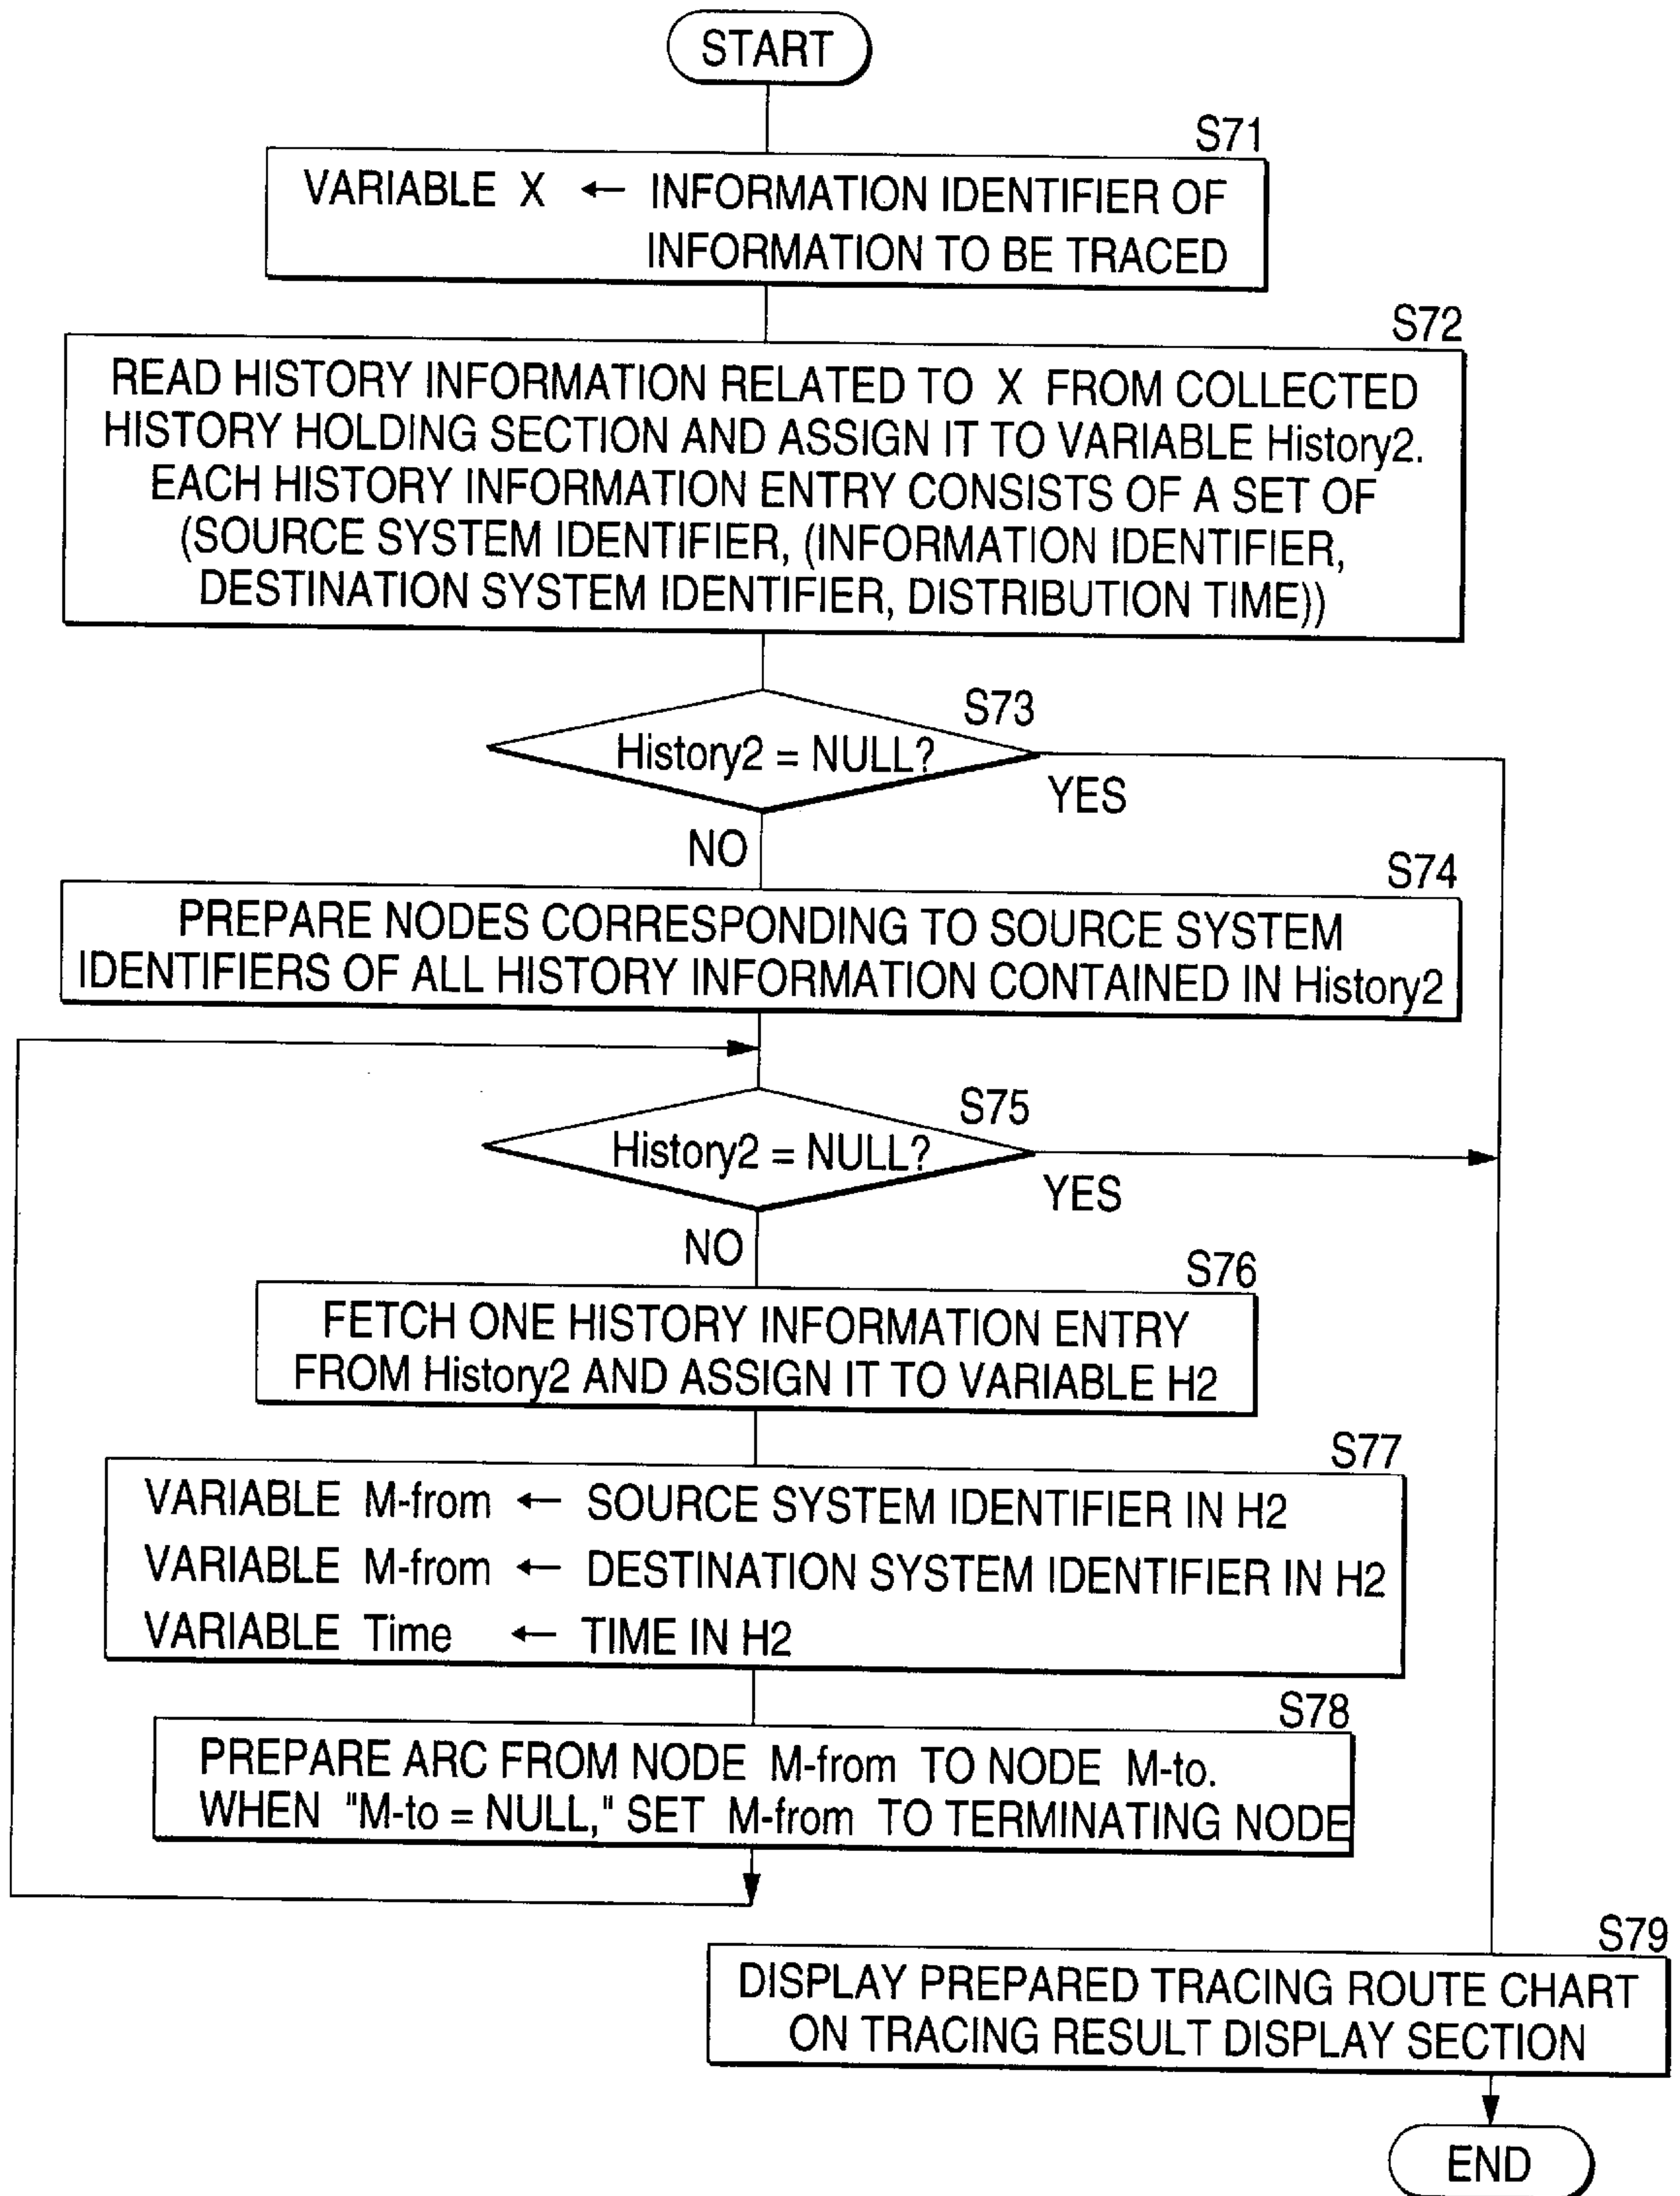 START
S71
VARIABLE X ← INFORMATION IDENTIFIER OF
INFORMATION TO BE TRACED
S72
READ HISTORY INFORMATION RELATED TO X FROM COLLECTED
HISTORY HOLDING SECTION AND ASSIGN IT TO VARIABLE History2.
EACH HISTORY INFORMATION ENTRY CONSISTS OF A SET OF
(SOURCE SYSTEM IDENTIFIER, (INFORMATION IDENTIFIER,
DESTINATION SYSTEM IDENTIFIER, DISTRIBUTION TIME))
S73
History2 = NULL?
YES
NO
S74
PREPARE NODES CORRESPONDING TO SOURCE SYSTEM
IDENTIFIERS OF ALL HISTORY INFORMATION CONTAINED IN History2
S75
History2 = NULL?
YES
NO
S76
FETCH ONE HISTORY INFORMATION ENTRY
FROM History2 AND ASSIGN IT TO VARIABLE H2
S77
VARIABLE M-from ← SOURCE SYSTEM IDENTIFIER IN H2
VARIABLE M-from ← DESTINATION SYSTEM IDENTIFIER IN H2
VARIABLE Time ← TIME IN H2
S78
PREPARE ARC FROM NODE M-from TO NODE M-to.
WHEN "M-to = NULL," SET M-from TO TERMINATING NODE
S79
DISPLAY PREPARED TRACING ROUTE CHART
ON TRACING RESULT DISPLAY SECTION
END